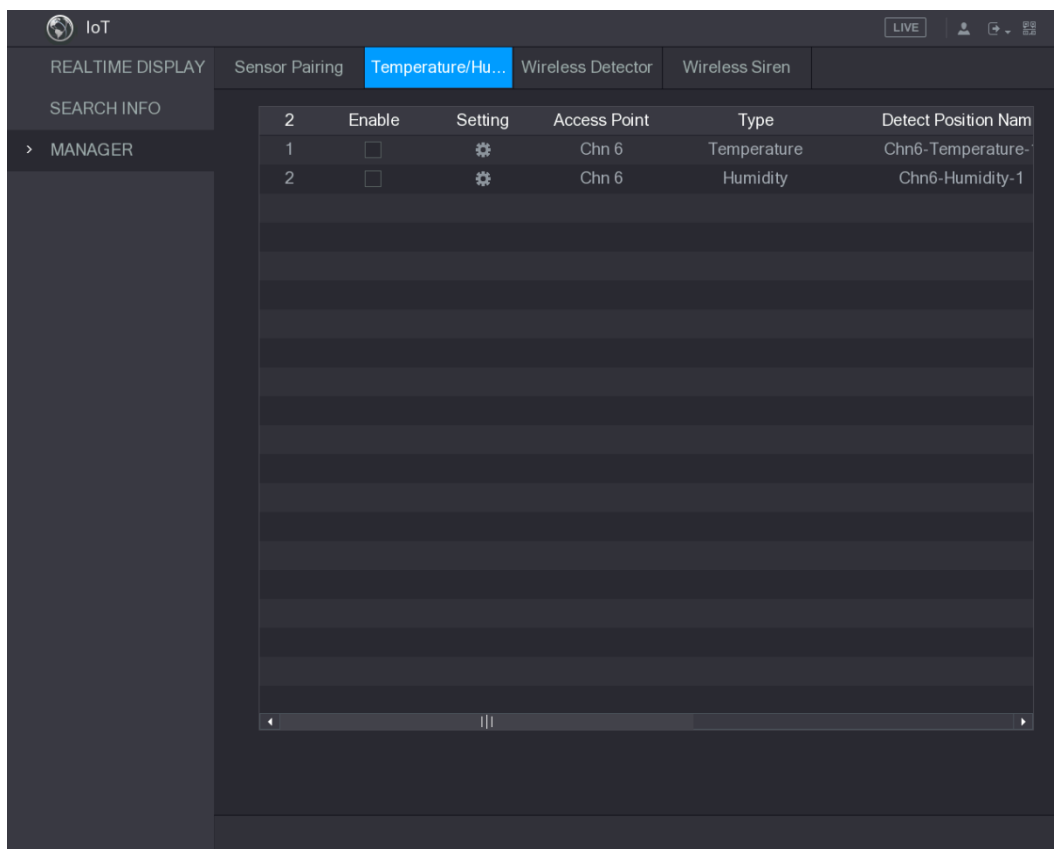 IoT LIVE
REALTIME DISPLAY
SEARCH INFO
> MANAGER
Sensor Pairing Temperature/Hu... Wireless Detector Wireless Siren
2 Enable Setting Access Point Type Detect Position Nam
1 Chn 6 Temperature Chn6-Temperature-1
2 Chn 6 Humidity Chn6-Humidity-1